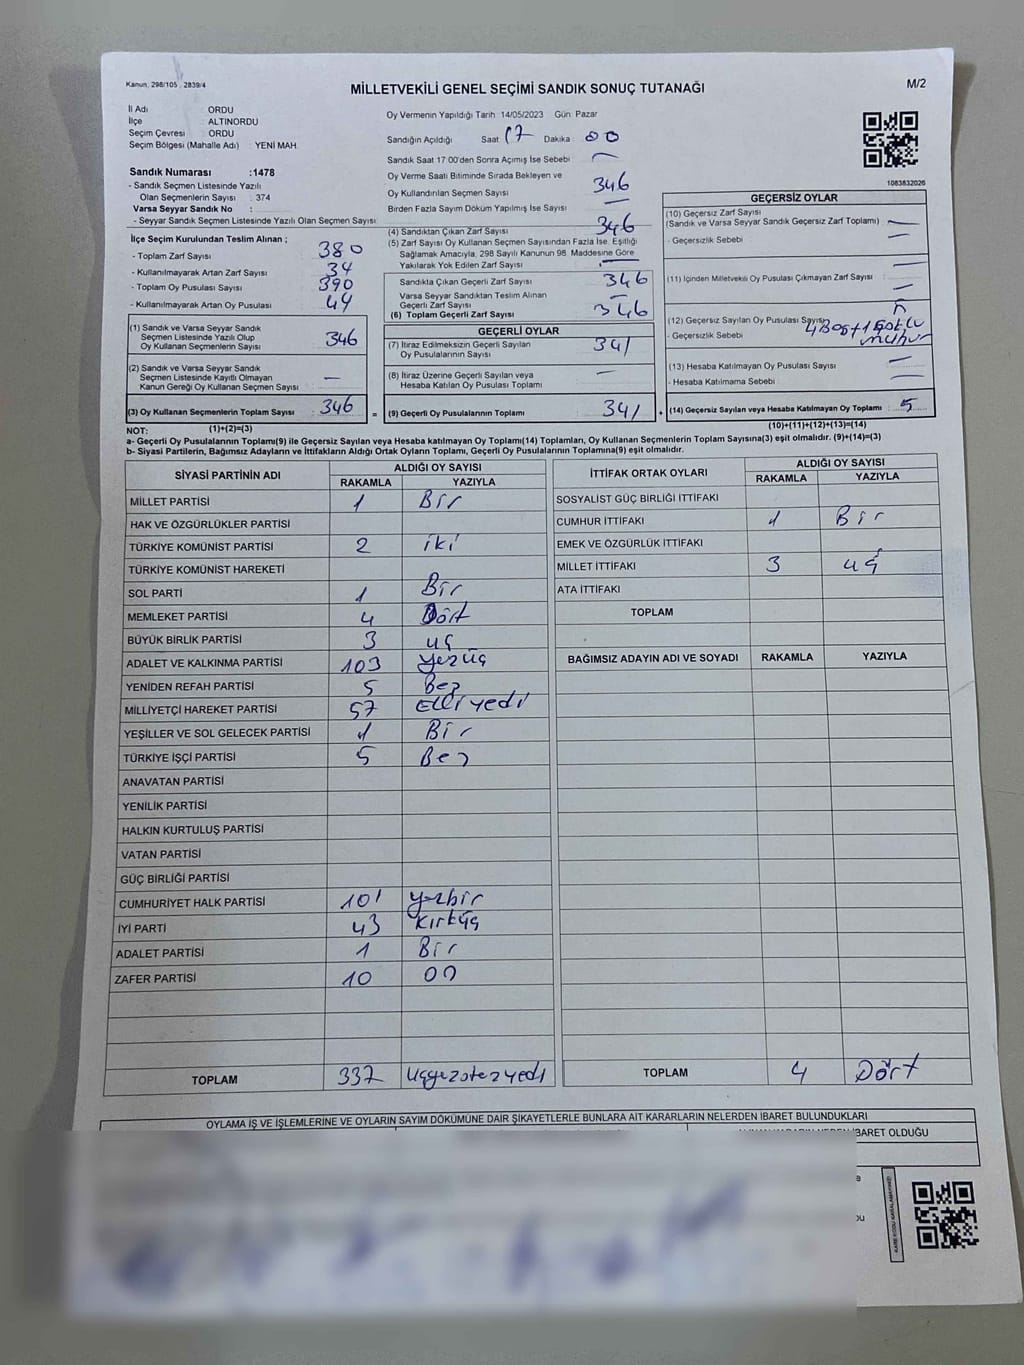 Kanun: 298/105 , 2839/4
MİLLETVEKİLİ GENEL SEÇİMİ SANDIK SONUÇ TUTANAĞI
M/2
İl Adı ORDU
İlçe ALTINORDU
Seçim Çevresi : ORDU
Seçim Bölgesi (Mahalle Adı) YENİ MAH.
Sandık Numarası :1478
- Sandık Seçmen Listesinde Yazılı
Olan Seçmenlerin Sayısı : 374
Varsa Seyyar Sandık No :
- Seyyar Sandık Seçmen Listesinde Yazılı Olan Seçmen Sayısı
İlçe Seçim Kurulundan Teslim Alınan ;
- Toplam Zarf Sayısı 380
- Kullanılmayarak Artan Zarf Sayısı 34
- Toplam Oy Pusulası Sayısı 390
- Kullanılmayarak Artan Oy Pusulası 44
(1) Sandık ve Varsa Seyyar Sandık
Seçmen Listesinde Yazılı Olup
Oy Kullanan Seçmenlerin Sayısı 346
(2) Sandık ve Varsa Seyyar Sandık
Seçmen Listesinde Kayıtlı Olmayan
Kanun Gereği Oy Kullanan Seçmen Sayısı —
(3) Oy Kullanan Seçmenlerin Toplam Sayısı 346 =
Oy Vermenin Yapıldığı Tarih 14/05/2023 Gün: Pazar
Sandığın Açıldığı Saat: 17 Dakika : 00
Sandık Saat 17:00'den Sonra Açımış İse Sebebi —
Oy Verme Saati Bitiminde Sırada Bekleyen ve
Oy Kullandırılan Seçmen Sayısı 346
Birden Fazla Sayım Döküm Yapılmış İse Sayısı —
(4) Sandıktan Çıkan Zarf Sayısı 346
(5) Zarf Sayısı Oy Kullanan Seçmen Sayısından Fazla İse, Eşitliği
Sağlamak Amacıyla, 298 Sayılı Kanunun 98. Maddesine Göre
Yakılarak Yok Edilen Zarf Sayısı —
Sandıkta Çıkan Geçerli Zarf Sayısı 346
Varsa Seyyar Sandıktan Teslim Alınan
Geçerli Zarf Sayısı —
(6) Toplam Geçerli Zarf Sayısı 346
GEÇERLİ OYLAR
(7) İtiraz Edilmeksizin Geçerli Sayılan
Oy Pusulalarının Sayısı 341
(8) İtiraz Üzerine Geçerli Sayılan veya
Hesaba Katılan Oy Pusulası Toplamı —
(9) Geçerli Oy Pusulalarının Toplamı 341 +
1083832026
GEÇERSİZ OYLAR
(10) Geçersiz Zarf Sayısı
(Sandık ve Varsa Seyyar Sandık Geçersiz Zarf Toplamı) —
- Geçersizlik Sebebi —
(11) İçinden Milletvekili Oy Pusulası Çıkmayan Zarf Sayısı —
—
(12) Geçersiz Sayılan Oy Pusulası Sayısı
- Geçersizlik Sebebi 4 Boş + 1
mühür
(13) Hesaba Katılmayan Oy Pusulası Sayısı —
- Hesaba Katılmama Sebebi —
(14) Geçersiz Sayılan veya Hesaba Katılmayan Oy Toplamı 5
NOT: (1)+(2)=(3) (10)+(11)+(12)+(13)=(14)
a- Geçerli Oy Pusulalarının Toplamı(9) ile Geçersiz Sayılan veya Hesaba katılmayan Oy Toplamı(14) Toplamları, Oy Kullanan Seçmenlerin Toplam Sayısına(3) eşit olmalıdır. (9)+(14)=(3)
b- Siyasi Partilerin, Bağımsız Adayların ve İttifakların Aldığı Oy Ortak Oyların Toplamı, Geçerli Oy Pusulalarının Toplamına(9) eşit olmalıdır.
SİYASİ PARTİNİN ADI ALDIĞI OY SAYISI
RAKAMLA YAZIYLA
MİLLET PARTİSİ 1 Bir
HAK VE ÖZGÜRLÜKLER PARTİSİ
TÜRKİYE KOMÜNİST PARTİSİ 2 iki
TÜRKİYE KOMÜNİST HAREKETİ
SOL PARTİ 1 Bir
MEMLEKET PARTİSİ 4 Dört
BÜYÜK BİRLİK PARTİSİ 3 üç
ADALET VE KALKINMA PARTİSİ 103 yüzüç
YENİDEN REFAH PARTİSİ 5 Beş
MİLLİYETÇİ HAREKET PARTİSİ 57 Elliyedi
YEŞİLLER VE SOL GELECEK PARTİSİ 1 Bir
TÜRKİYE İŞÇİ PARTİSİ 5 Beş
ANAVATAN PARTİSİ
YENİLİK PARTİSİ
HALKIN KURTULUŞ PARTİSİ
VATAN PARTİSİ
GÜÇ BİRLİĞİ PARTİSİ
CUMHURİYET HALK PARTİSİ 101 yüzbir
İYİ PARTİ 43 kırküç
ADALET PARTİSİ 1 Bir
ZAFER PARTİSİ 10 on
TOPLAM 337 üçyüzotuzyedi
İTTİFAK ORTAK OYLARI ALDIĞI OY SAYISI
RAKAMLA YAZIYLA
SOSYALİST GÜÇ BİRLİĞİ İTTİFAKI
CUMHUR İTTİFAKI 1 Bir
EMEK VE ÖZGÜRLÜK İTTİFAKI
MİLLET İTTİFAKI 3 üç
ATA İTTİFAKI
TOPLAM
BAĞIMSIZ ADAYIN ADI VE SOYADI RAKAMLA YAZIYLA
TOPLAM 4 Dört
OYLAMA İŞ VE İŞLEMLERİNE VE OYLARIN SAYIM DÖKÜMÜNE DAİR ŞİKAYETLERLE BUNLARA AİT KARARLARIN NELERDEN İBARET BULUNDUKLARI
İBARET OLDUĞU
KARE KODU KARALAMAYINIZ